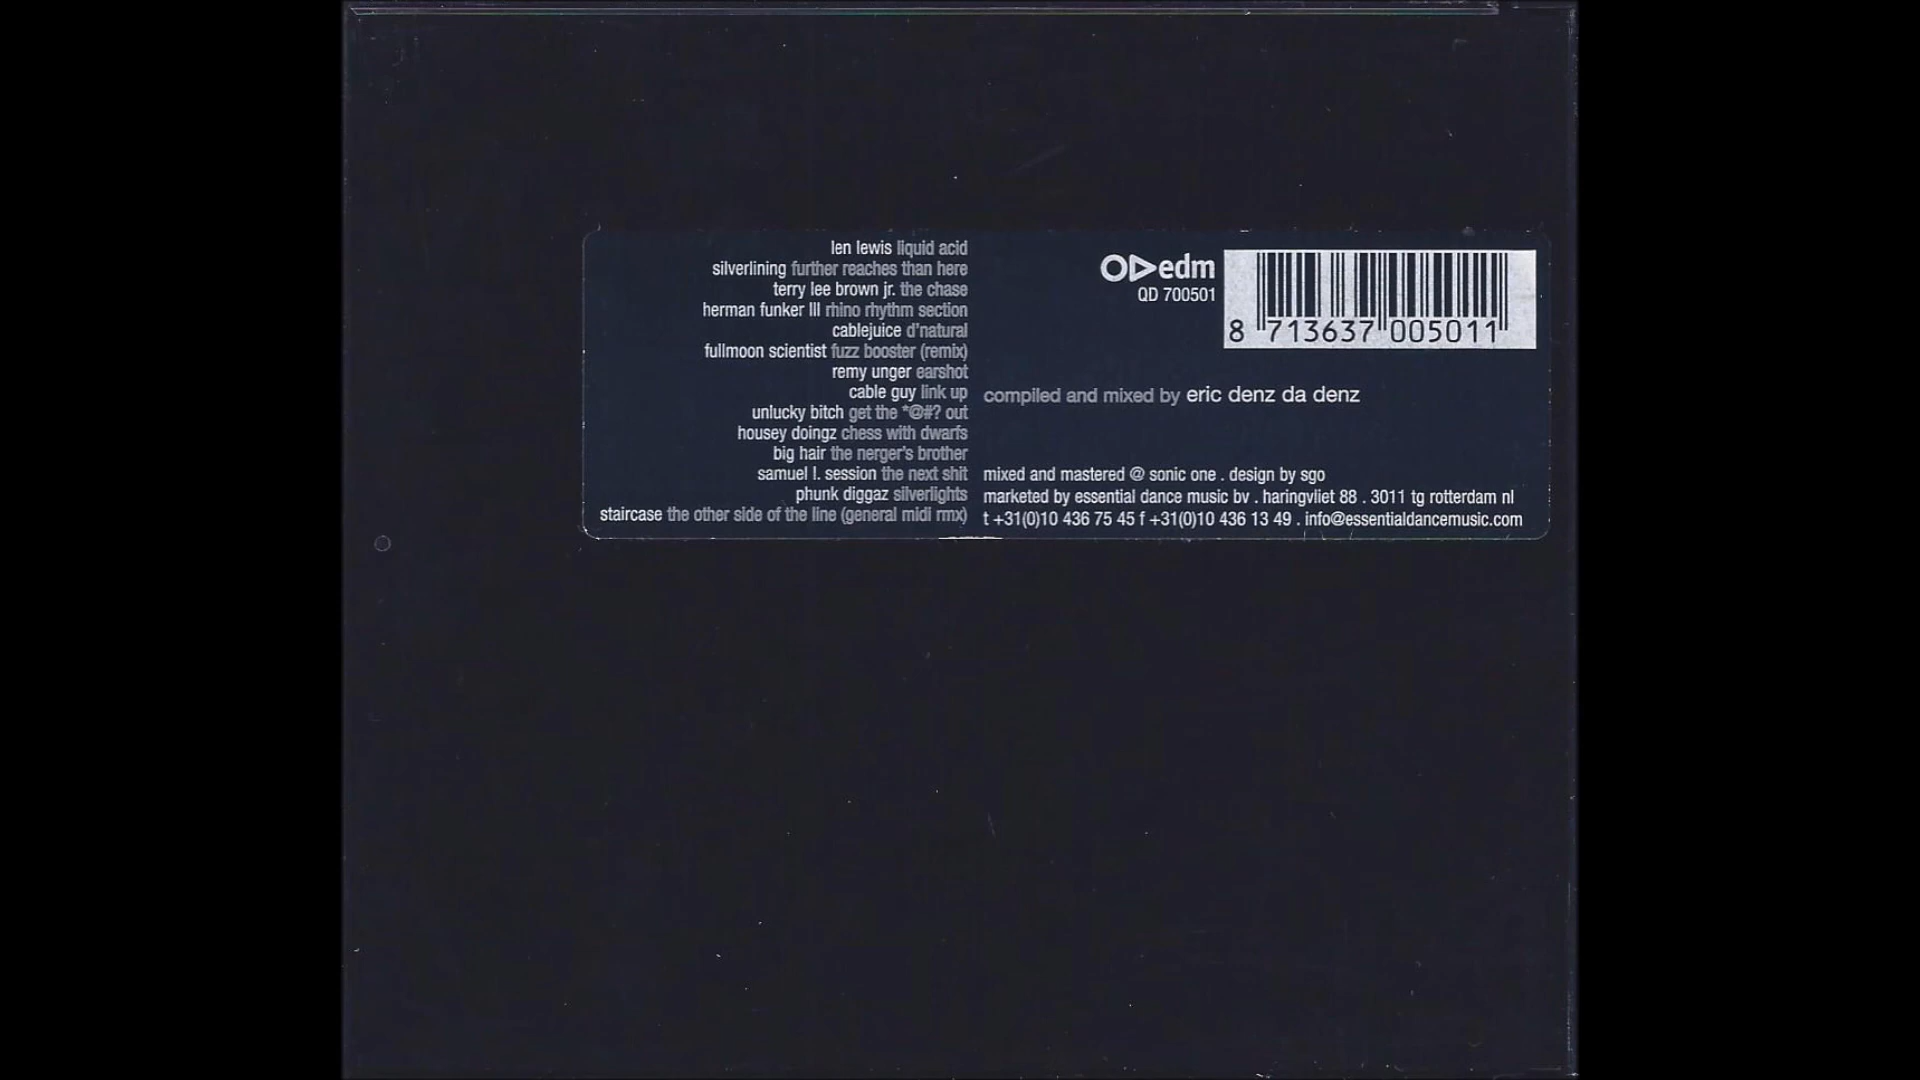 len lewis liquid acid
silverlining further reaches than here
terry lee brown jr. the chase
herman funker III rhino rhythm section
cablejuice d'natural
fullmoon scientist fuzz booster (remix)
remy unger earshot
cable guy link up
unlucky bitch get the *@#? out
housey doingz chess with dwarfs
big hair the nerger's brother
samuel l. session the next shit
phunk diggaz silverlights
staircase the other side of the line (general midi rmx)
edm
QD 700501
8 713637 005011
compiled and mixed by eric denz da denz
mixed and mastered @ sonic one . design by sgo
marketed by essential dance music bv . haringvliet 88 . 3011 tg rotterdam nl
t +31(0)10 436 75 45 f +31(0)10 436 13 49 . info@essentialdancemusic.com